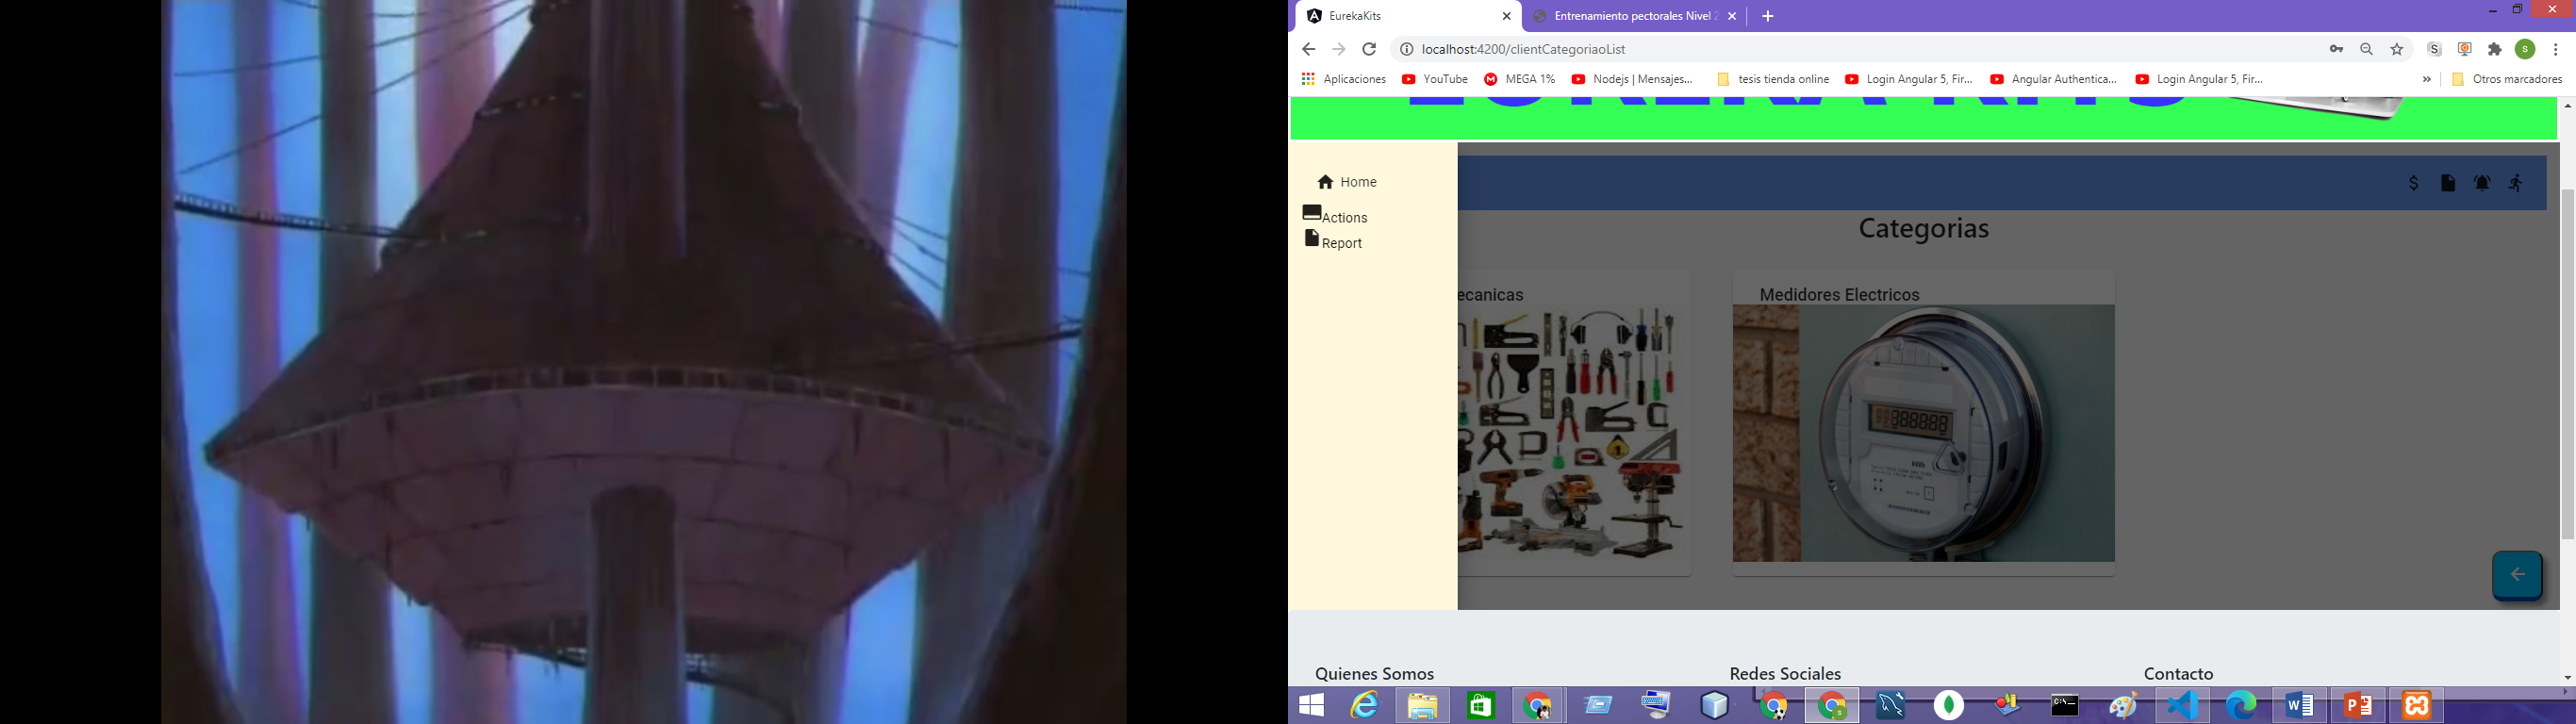 EurekaKits
Entrenamiento pectorales Nivel 2
localhost:4200/clientCategoriaoList
S
Aplicaciones
YouTube
MEGA 1%
Nodejs | Mensajes...
tesis tienda online
Login Angular 5, Fir...
Angular Authentica...
Login Angular 5, Fir...
»
Otros marcadores
Home
Actions
Report
Categorias
ecanicas
Medidores Electricos
kWh
Quienes Somos
Redes Sociales
Contacto